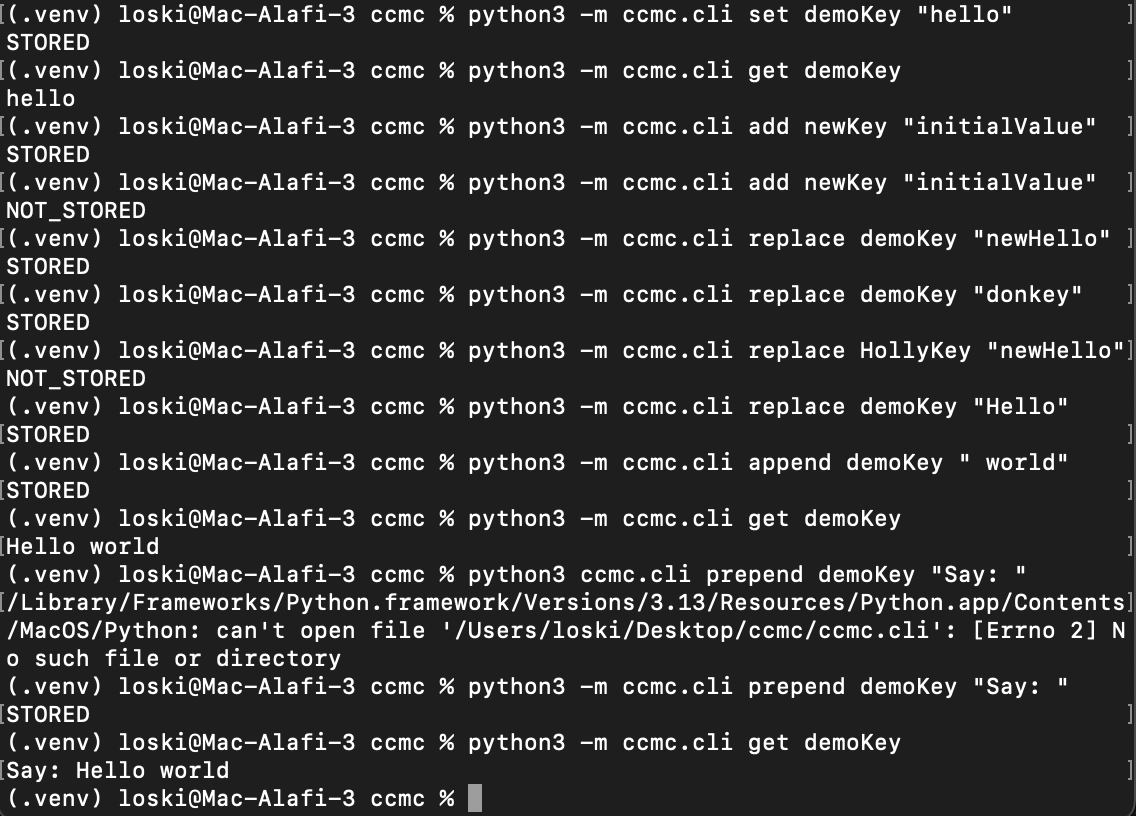 [(.venv) loski@Mac-Alafi-3 ccmc % python3 -m ccmc.cli set demoKey "hello" ]
STORED
[(.venv) loski@Mac-Alafi-3 ccmc % python3 -m ccmc.cli get demoKey ]
hello
[(.venv) loski@Mac-Alafi-3 ccmc % python3 -m ccmc.cli add newKey "initialValue" ]
STORED
[(.venv) loski@Mac-Alafi-3 ccmc % python3 -m ccmc.cli add newKey "initialValue" ]
NOT_STORED
[(.venv) loski@Mac-Alafi-3 ccmc % python3 -m ccmc.cli replace demoKey "newHello" ]
STORED
[(.venv) loski@Mac-Alafi-3 ccmc % python3 -m ccmc.cli replace demoKey "donkey" ]
STORED
[(.venv) loski@Mac-Alafi-3 ccmc % python3 -m ccmc.cli replace HollyKey "newHello"]
NOT_STORED
(.venv) loski@Mac-Alafi-3 ccmc % python3 -m ccmc.cli replace demoKey "Hello"
[STORED ]
(.venv) loski@Mac-Alafi-3 ccmc % python3 -m ccmc.cli append demoKey " world"
[STORED ]
(.venv) loski@Mac-Alafi-3 ccmc % python3 -m ccmc.cli get demoKey
[Hello world ]
(.venv) loski@Mac-Alafi-3 ccmc % python3 ccmc.cli prepend demoKey "Say: "
[/Library/Frameworks/Python.framework/Versions/3.13/Resources/Python.app/Contents]
/MacOS/Python: can't open file '/Users/loski/Desktop/ccmc/ccmc.cli': [Errno 2] N
o such file or directory
(.venv) loski@Mac-Alafi-3 ccmc % python3 -m ccmc.cli prepend demoKey "Say: "
[STORED ]
(.venv) loski@Mac-Alafi-3 ccmc % python3 -m ccmc.cli get demoKey
[Say: Hello world ]
(.venv) loski@Mac-Alafi-3 ccmc %